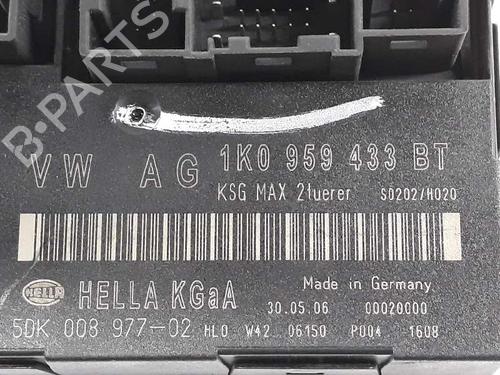 VW AG 1K0 959 433 BT
KSG MAX 2tuerer S0202/H020
HELLA
HELLA KGaA
Made in Germany
30.05.06 00020000
5DK 008 977-02 HL0 W42 06150 P004 1608
B-PARTS